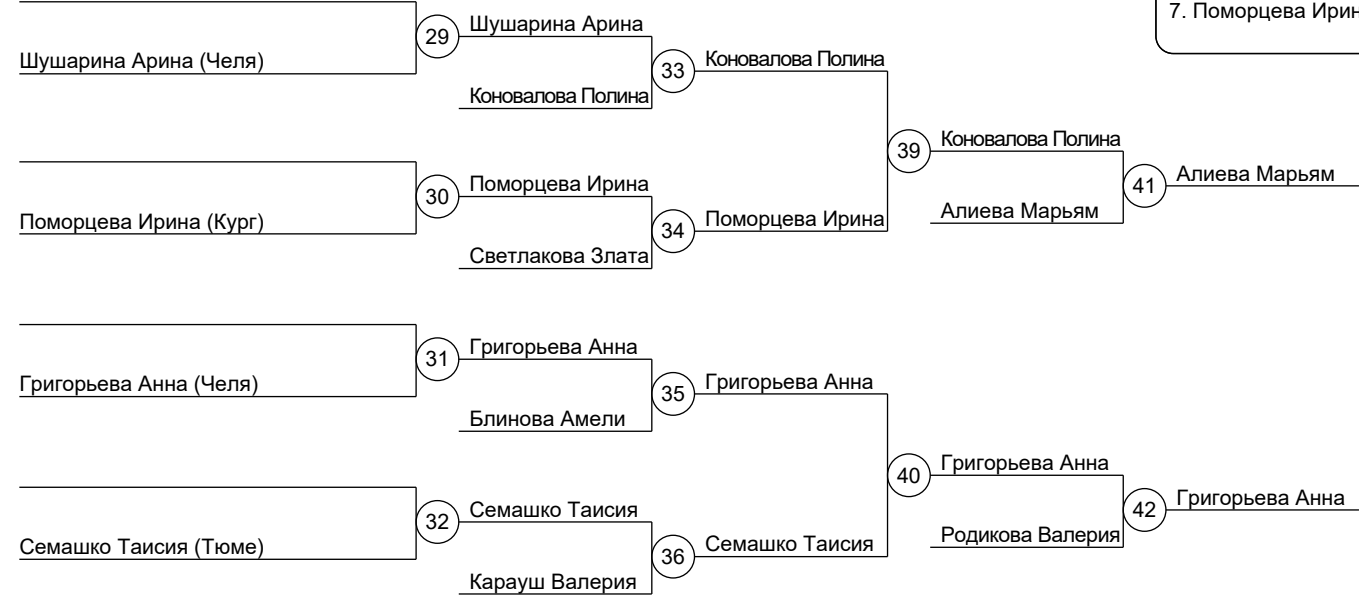 7. Поморцева Ирин
29
Шушарина Арина
Шушарина Арина (Челя)
33
Коновалова Полина
Коновалова Полина
39
Коновалова Полина
30
Поморцева Ирина
41
Алиева Марьям
Поморцева Ирина (Кург)
34
Поморцева Ирина
Алиева Марьям
Светлакова Злата
31
Григорьева Анна
Григорьева Анна (Челя)
35
Григорьева Анна
Блинова Амели
40
Григорьева Анна
32
Семашко Таисия
42
Григорьева Анна
Семашко Таисия (Тюме)
36
Семашко Таисия
Родикова Валерия
Карауш Валерия